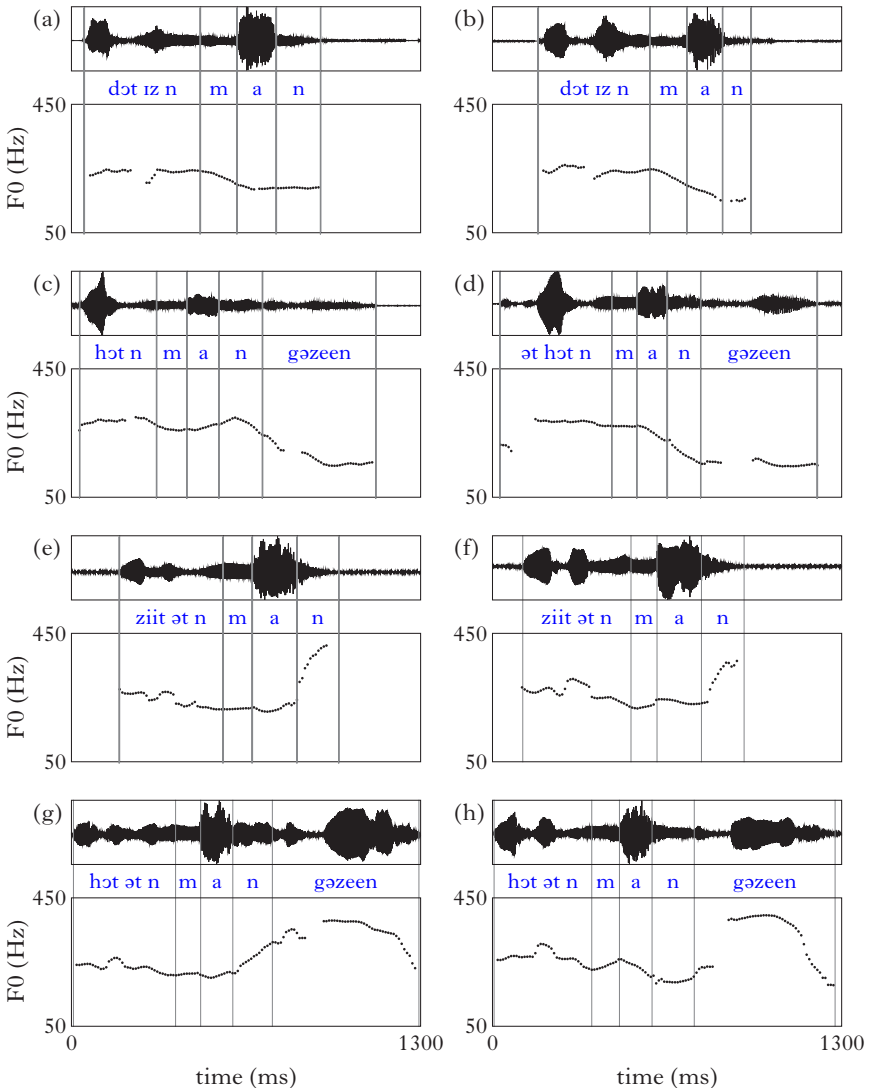 (a)
dɔt ɪz n m a n
450
F0 (Hz)
50
(b)
dɔt ɪz n m a n
450
50
(c)
hɔt n m a n gəzeen
450
F0 (Hz)
50
(d)
ət hɔt n m a n gəzeen
450
50
(e)
ziit ət n m a n
450
F0 (Hz)
50
(f)
ziit ət n m a n
450
50
(g)
hɔt ət n m a n gəzeen
450
F0 (Hz)
50
0 1300
time (ms)
(h)
hɔt ət n m a n gəzeen
450
50
0 1300
time (ms)